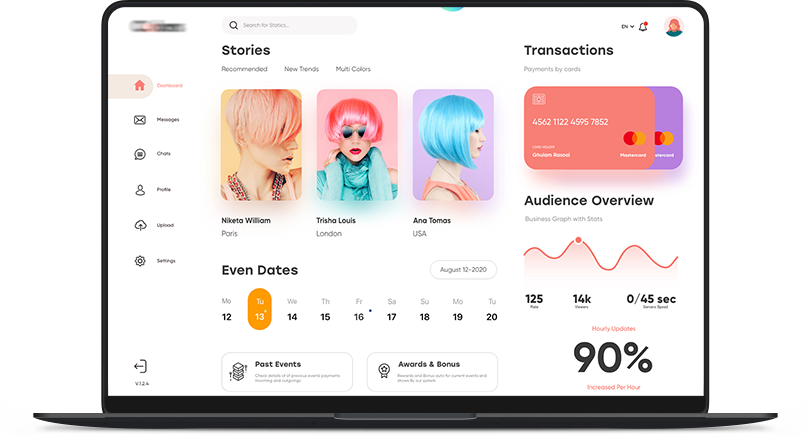 Search for Statics...
EN
Stories
Recommended
New Trends
Multi Colors
Niketa William
Paris
Trisha Louis
London
Ana Tomas
USA
Even Dates
August 12-2020
Mo
Tu
We
Th
Fr
Sa
Su
Mo
Tu
12
13
14
15
16
17
18
19
20
Past Events
Check details of of previous events payments
incoming and outgoings
Awards & Bonus
Rewards and Bonus auto for current events and
shows By our system
Dashboard
Messages
Chats
Profile
Upload
Settings
V.1.2.4
Transactions
Payments by cards
4562 1122 4595 7852
CARD HOLDER
Ghulam Rasool
Mastercard
stercard
Audience Overview
Business Graph with Stats
125
14k
Viewers
0/45 sec
Servers Speed
Hourly Updates
90%
Increased Per Hour